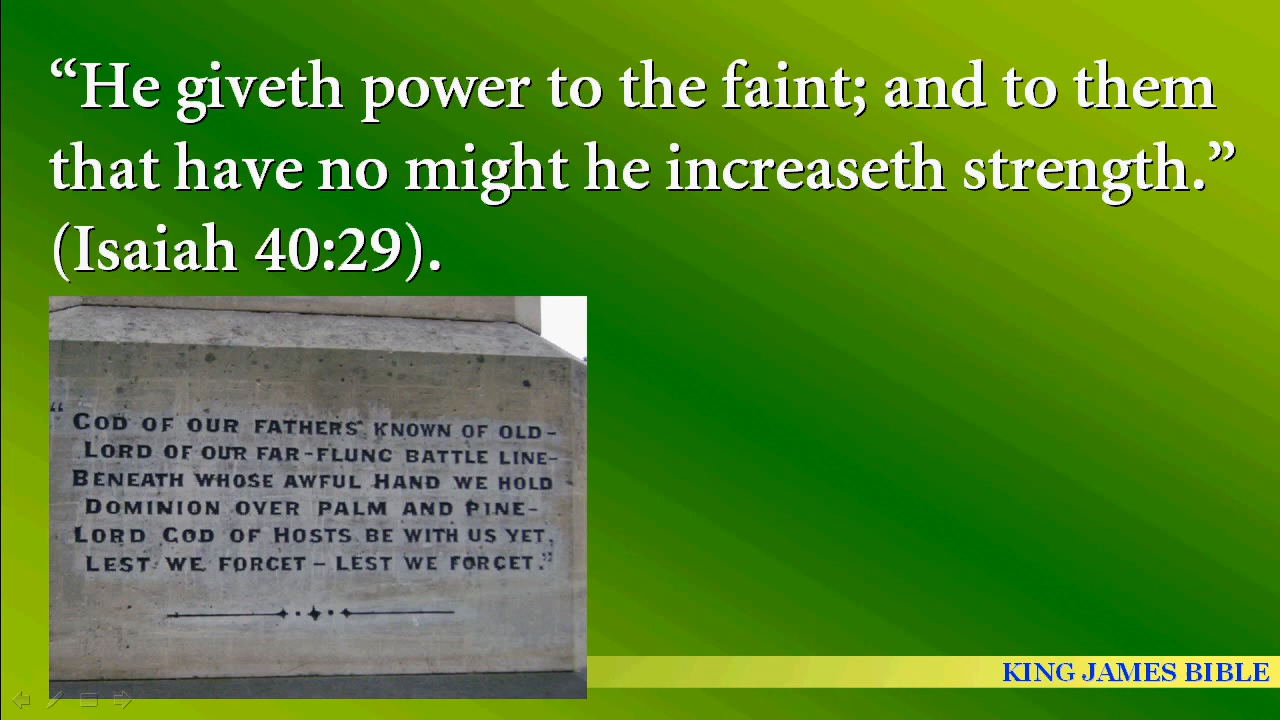 “He giveth power to the faint; and to them
that have no might he increaseth strength.”
(Isaiah 40:29).
“GOD OF OUR FATHERS KNOWN OF OLD–
LORD OF OUR FAR-FLUNG BATTLE LINE–
BENEATH WHOSE AWFUL HAND WE HOLD
DOMINION OVER PALM AND PINE–
LORD GOD OF HOSTS BE WITH US YET,
LEST WE FORGET – LEST WE FORGET.”
KING JAMES BIBLE